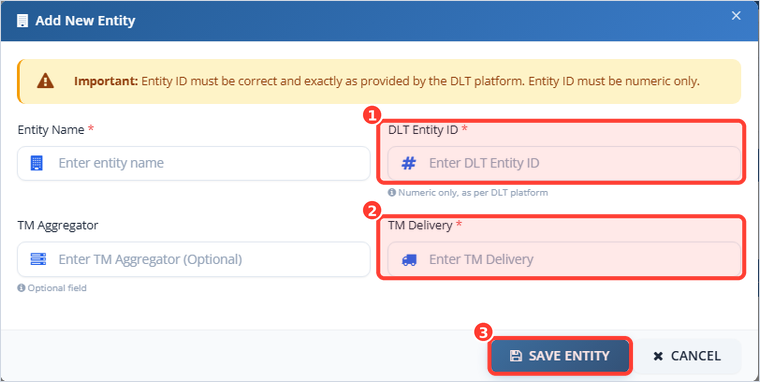 Add New Entity
Important: Entity ID must be correct and exactly as provided by the DLT platform. Entity ID must be numeric only.
1
Entity Name *
DLT Entity ID *
Enter entity name
# Enter DLT Entity ID
Numeric only, as per DLT platform
2
TM Aggregator
TM Delivery *
Enter TM Aggregator (Optional)
Enter TM Delivery
Optional field
3
SAVE ENTITY
CANCEL